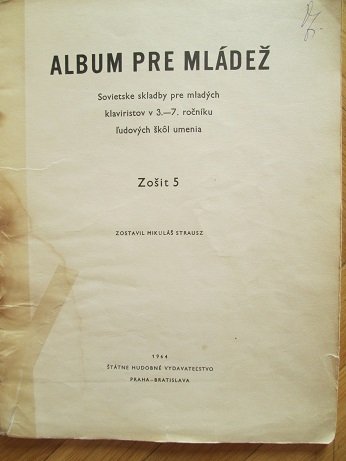 ALBUM PRE MLÁDEŽ
Sovietske skladby pre mladých
klaviristov v 3.—7. ročníku
ľudových škôl umenia
Zošit 5
ZOSTAVIL MIKULÁŠ STRAUSZ
1964
ŠTÁTNE HUDOBNÉ VYDAVATEĽSTVO
PRAHA–BRATISLAVA